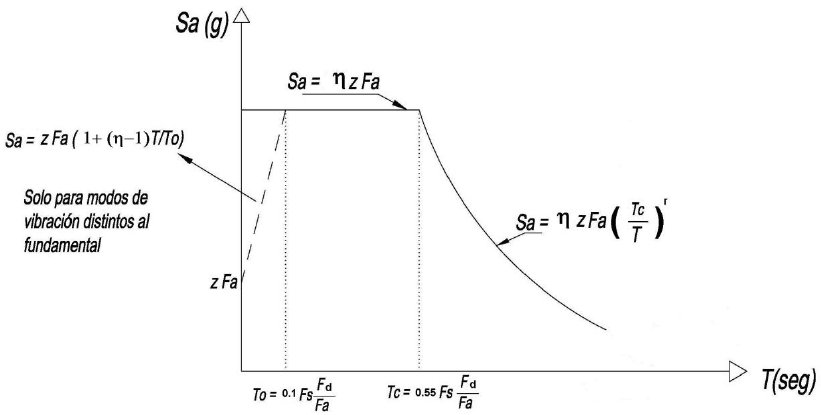 Sa (g)
Sa = η z Fa
Sa = z Fa ( 1+ (η−1)T/To)
Solo para modos de
vibración distintos al
fundamental
Sa = η z Fa ( Tc / T ) r
z Fa
To = 0.1 Fs Fd / Fa
Tc = 0.55 Fs Fd / Fa
T(seg)